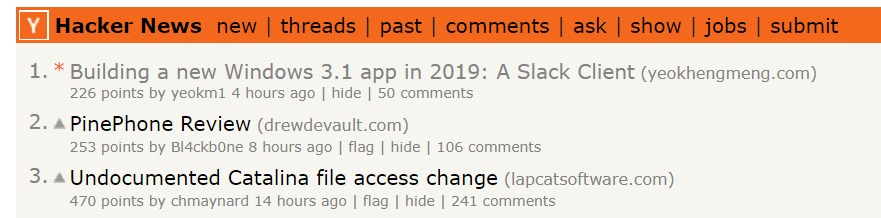 Y Hacker News new | threads | past | comments | ask | show | jobs | submit
1. * Building a new Windows 3.1 app in 2019: A Slack Client (yeokhengmeng.com)
226 points by yeokm1 4 hours ago | hide | 50 comments
2. PinePhone Review (drewdevault.com)
253 points by Bl4ckb0ne 8 hours ago | flag | hide | 106 comments
3. Undocumented Catalina file access change (lapcatsoftware.com)
470 points by chmaynard 14 hours ago | flag | hide | 241 comments